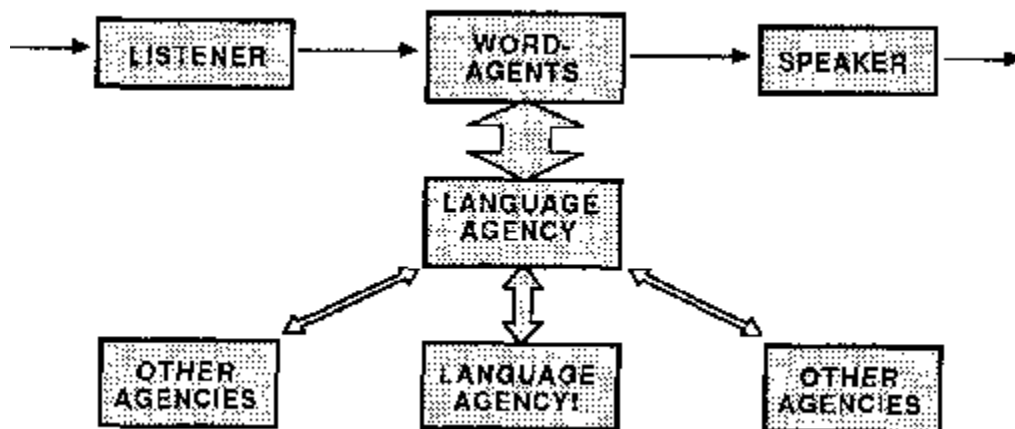 LISTENER
WORD-
AGENTS
SPEAKER
LANGUAGE
AGENCY
OTHER
AGENCIES
LANGUAGE
AGENCY!
OTHER
AGENCIES